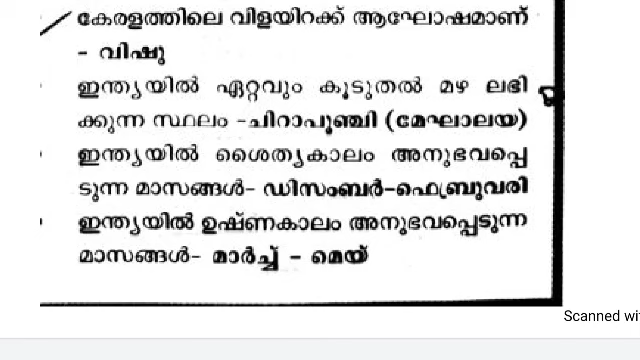 കേരളത്തിലെ വിളയിറക്ക് ആഘോഷമാണ്
- വിഷു
ഇന്ത്യയിൽ ഏറ്റവും കൂടുതൽ മഴ ലഭി
ക്കുന്ന സ്ഥലം -ചിറാപൂഞ്ചി (മേഘാലയ)
ഇന്ത്യയിൽ ശൈത്യകാലം അനുഭവപ്പെ
ടുന്ന മാസങ്ങൾ- ഡിസംബർ-ഫെബ്രുവരി
ഇന്ത്യയിൽ ഉഷ്ണകാലം അനുഭവപ്പെടുന്ന
മാസങ്ങൾ- മാർച്ച് - മെയ്
Scanned wi